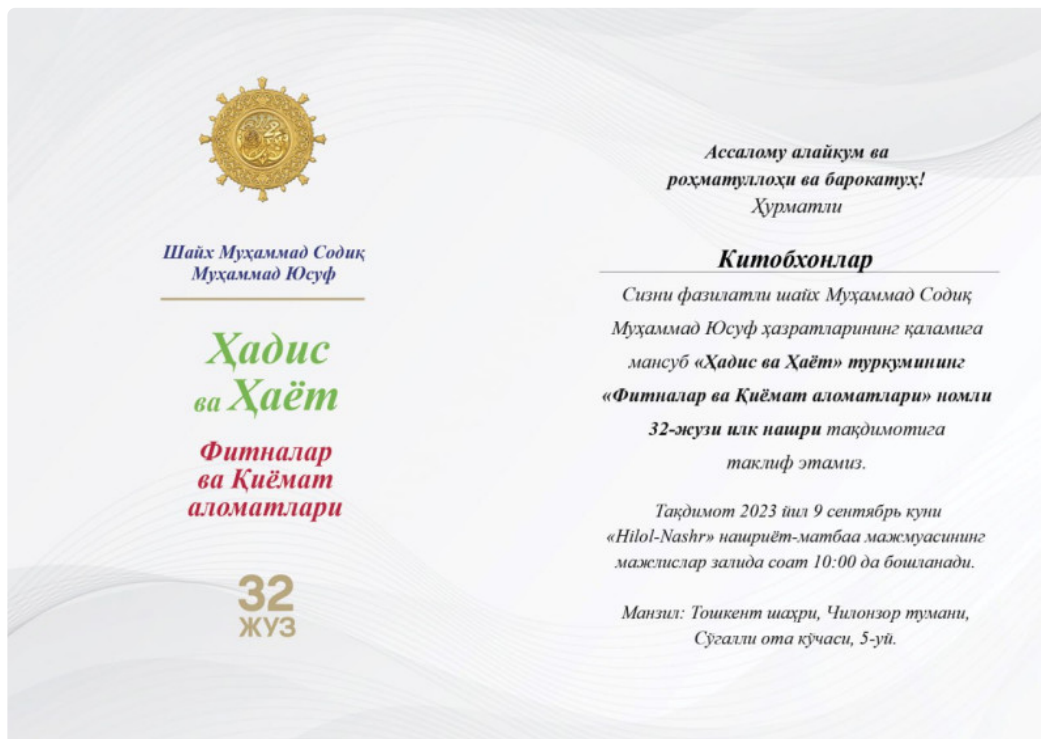 Шайх Муҳаммад Содиқ
Муҳаммад Юсуф
Ҳадис
ва Ҳаёт
Фитналар
ва Қиёмат
аломатлари
32
ЖУЗ
Ассалому алайкум ва
роҳматуллоҳи ва барокатуҳ!
Ҳурматли
Китобхонлар
Сизни фазилатли шайх Муҳаммад Содиқ
Муҳаммад Юсуф ҳазратларининг қаламига
мансуб «Ҳадис ва Ҳаёт» туркумининг
«Фитналар ва Қиёмат аломатлари» номли
32-жузи илк нашри тақдимотига
таклиф этамиз.
Тақдимот 2023 йил 9 сентябрь куни
«Hilol-Nashr» нашриёт-матбаа мажмуасининг
мажлислар залида соат 10:00 да бошланади.
Манзил: Тошкент шаҳри, Чилонзор тумани,
Сўгалли ота кўчаси, 5-уй.